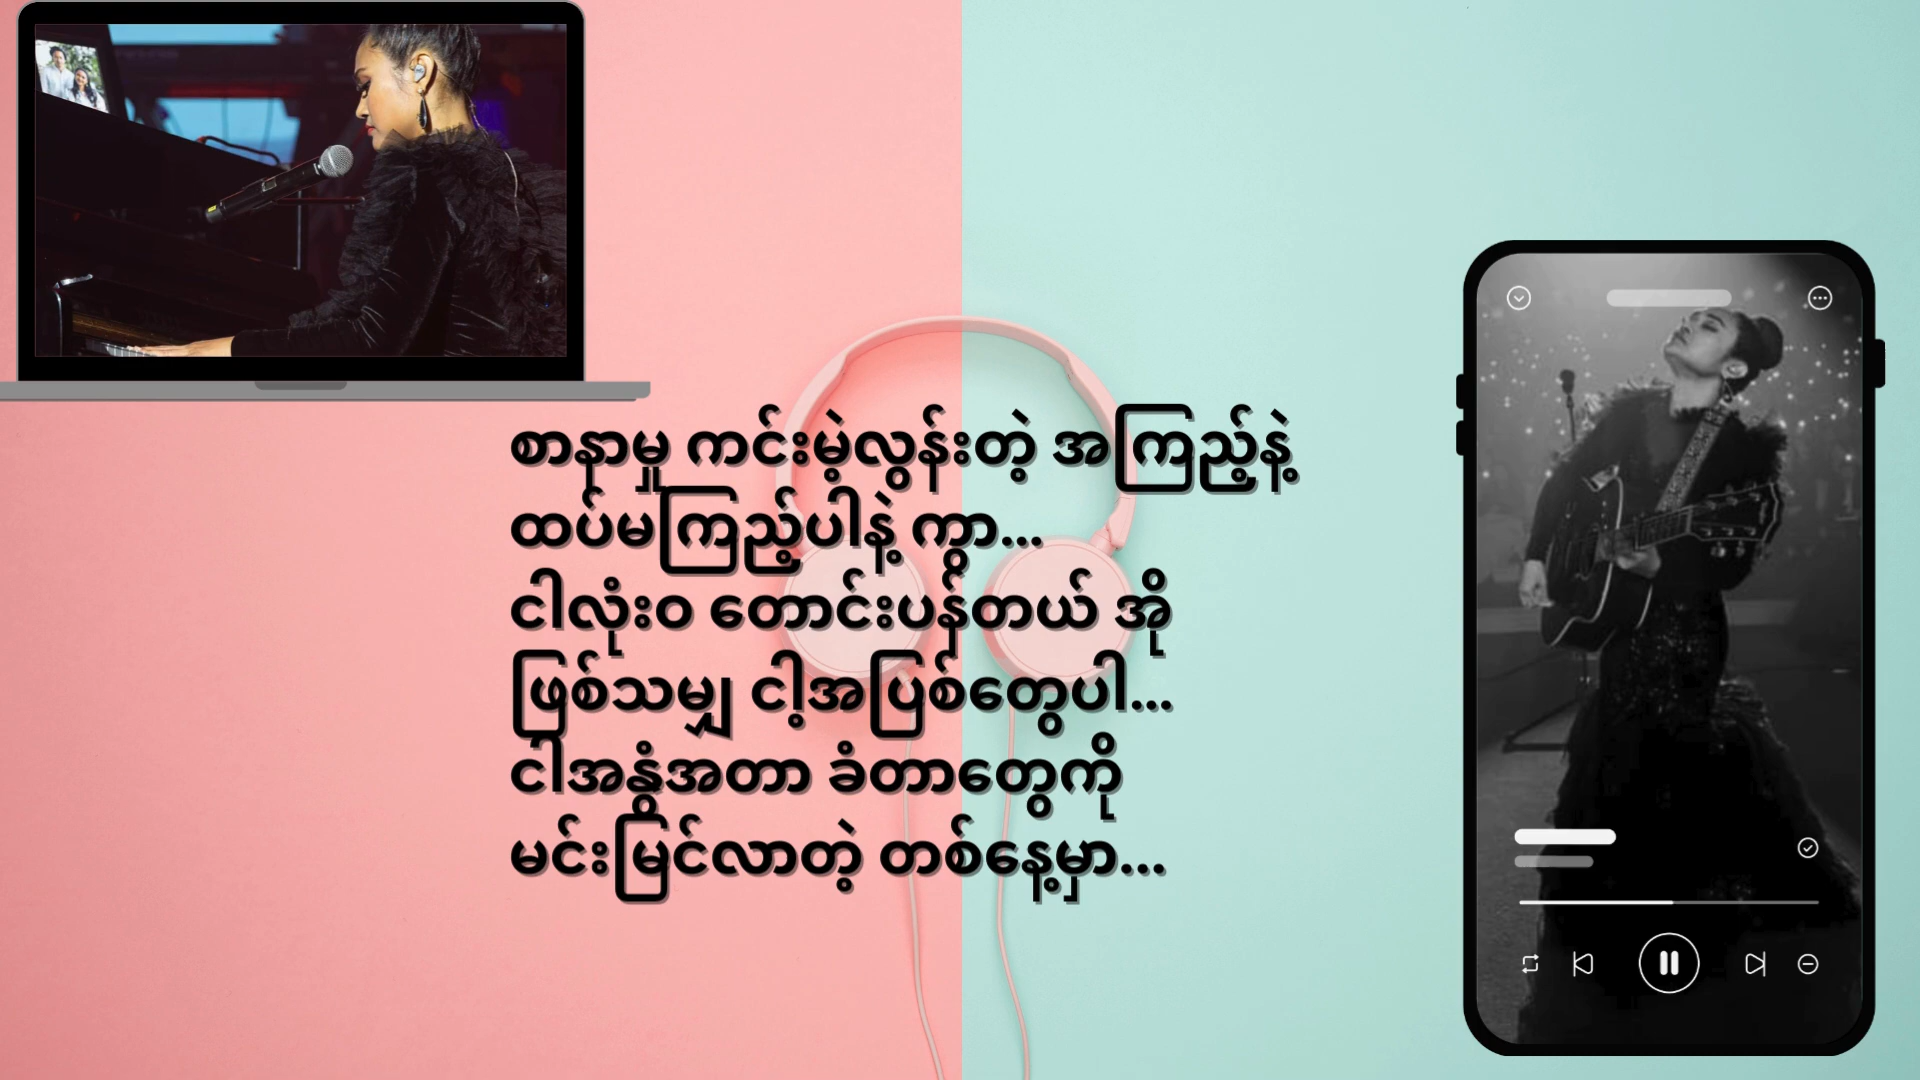 စာနာမှု ကင်းမဲ့လွန်းတဲ့ အကြည့်နဲ့
ထပ်မကြည့်ပါနဲ့ ကွာ...
ငါလုံးဝ တောင်းပန်တယ် အို
ဖြစ်သမျှ ငါ့အပြစ်တွေပါ...
ငါအနွံအတာ ခံတာတွေကို
မင်းမြင်လာတဲ့ တစ်နေ့မှာ...